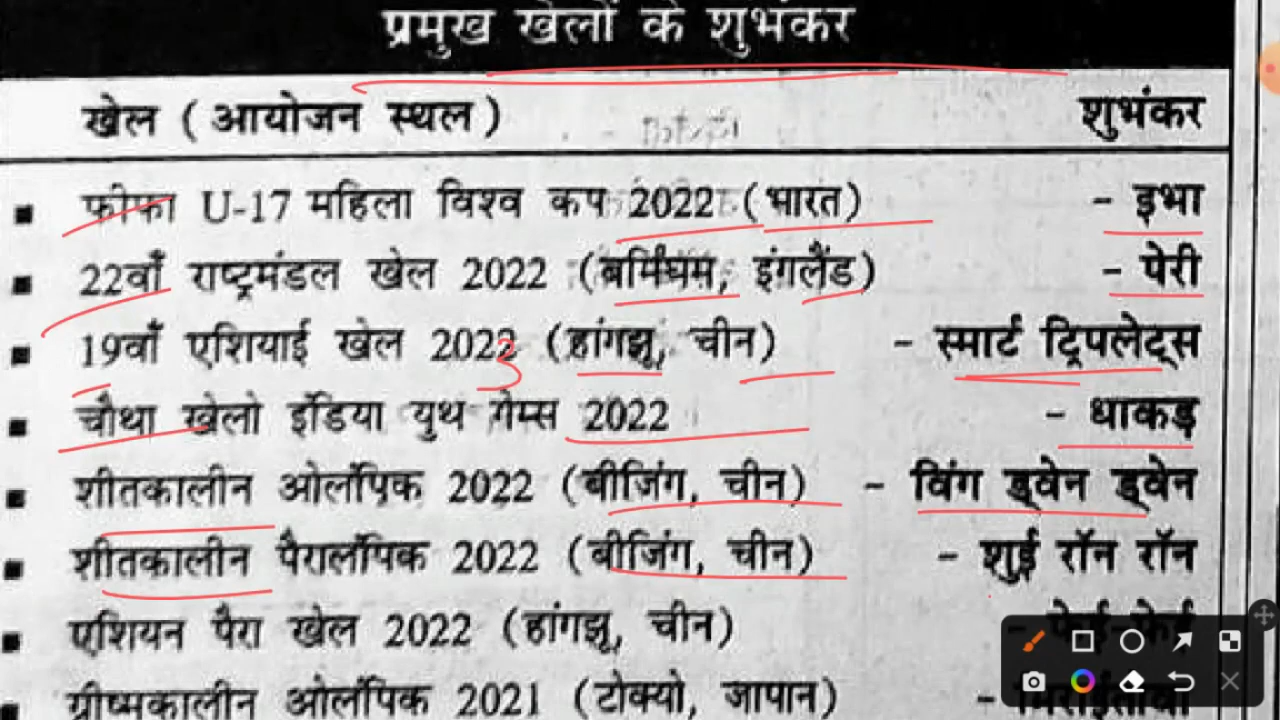 प्रमुख खेलों के शुभंकर
खेल (आयोजन स्थल) शुभंकर
▪ फीफा U-17 महिला विश्व कप 2022 (भारत) - इभा
▪ 22वाँ राष्ट्रमंडल खेल 2022 (बर्मिंघम, इंगलैंड) - पेरी
▪ 19वाँ एशियाई खेल 2022 (हांगझू, चीन) - स्मार्ट ट्रिपलेट्स
3
▪ चौथा खेलो इंडिया युथ गेम्स 2022 - धाकड़
▪ शीतकालीन ओलंपिक 2022 (बीजिंग, चीन) - विंग ड्वेन ड्वेन
▪ शीतकालीन पैरालंपिक 2022 (बीजिंग, चीन) - शुई रॉन रॉन
▪ एशियन पैरा खेल 2022 (हांगझू, चीन) -
▪ ग्रीष्मकालीन ओलंपिक 2021 (टोक्यो, जापान) -